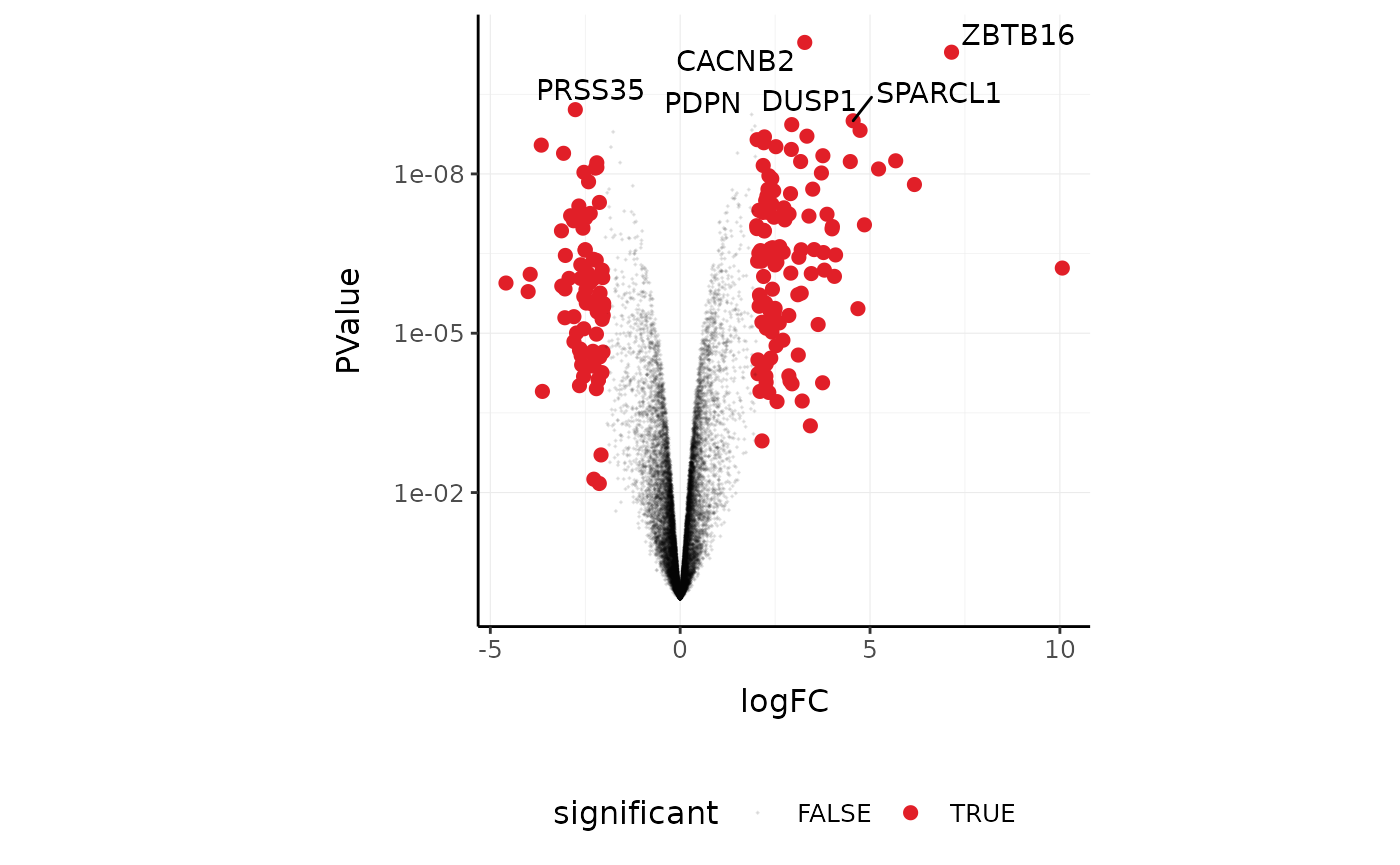 ZBTB16
CACNB2
PRSS35
PDPN
DUSP1
SPARCL1
PValue
1e-08
1e-05
1e-02
-5
0
5
10
logFC
significant
FALSE
TRUE